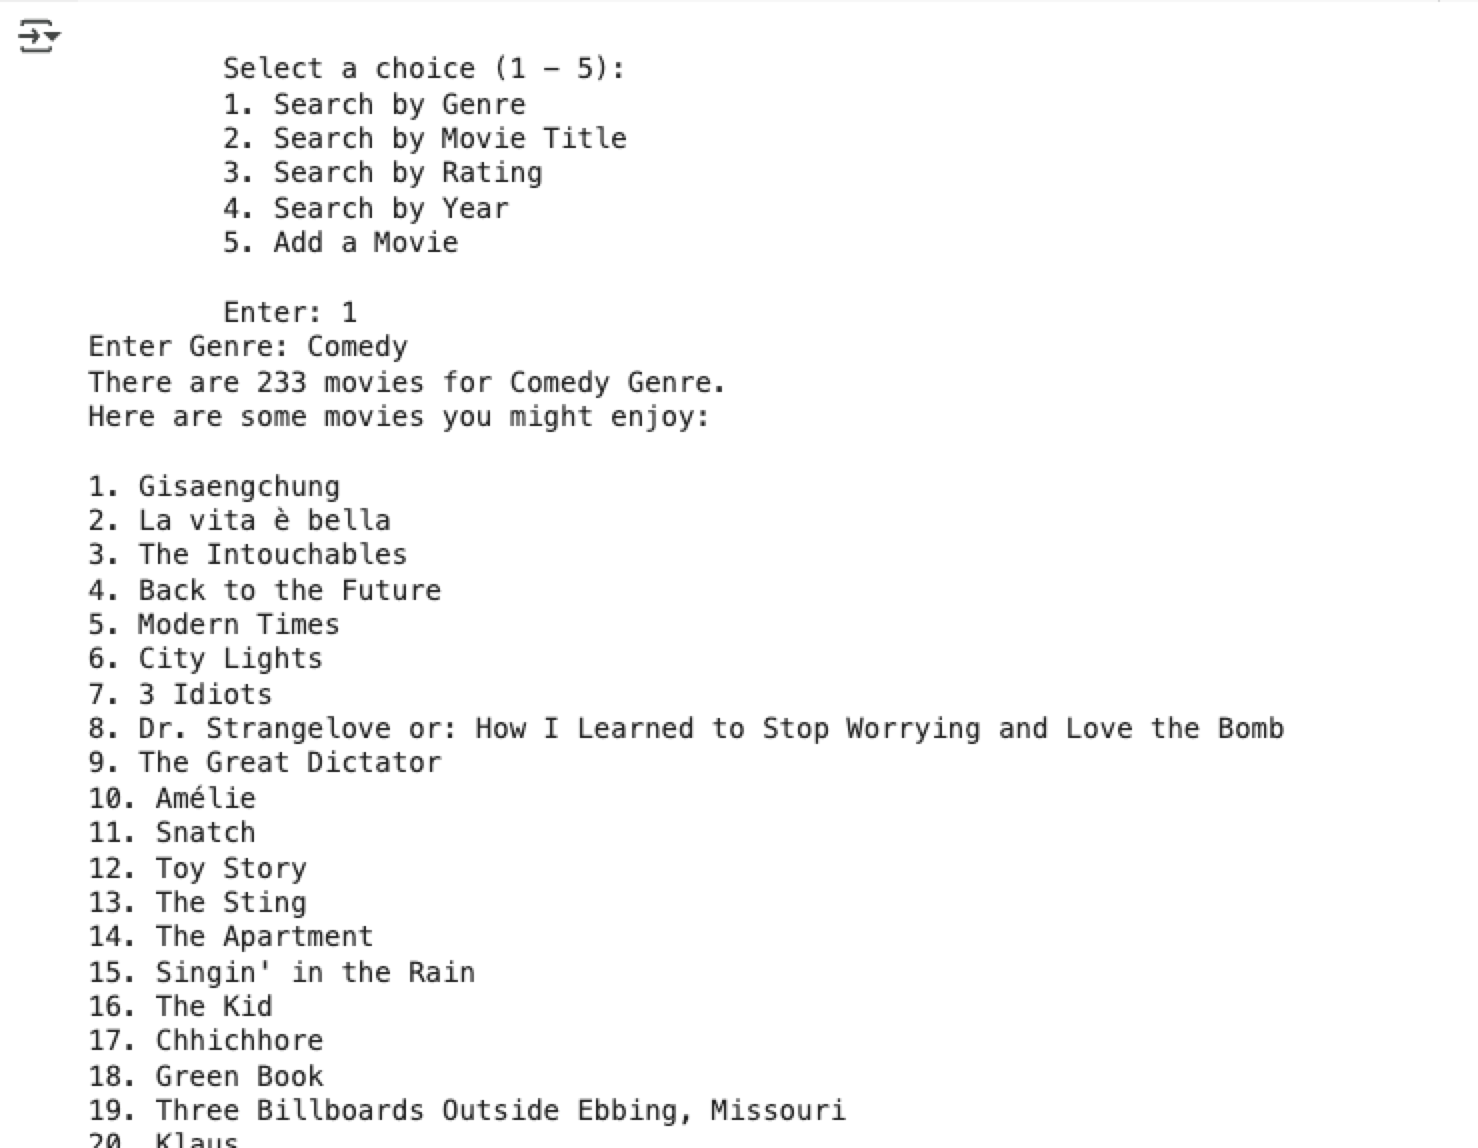 Select a choice (1 – 5):
1. Search by Genre
2. Search by Movie Title
3. Search by Rating
4. Search by Year
5. Add a Movie
Enter: 1
Enter Genre: Comedy
There are 233 movies for Comedy Genre.
Here are some movies you might enjoy:
1. Gisaengchung
2. La vita è bella
3. The Intouchables
4. Back to the Future
5. Modern Times
6. City Lights
7. 3 Idiots
8. Dr. Strangelove or: How I Learned to Stop Worrying and Love the Bomb
9. The Great Dictator
10. Amélie
11. Snatch
12. Toy Story
13. The Sting
14. The Apartment
15. Singin' in the Rain
16. The Kid
17. Chhichhore
18. Green Book
19. Three Billboards Outside Ebbing, Missouri
20. Klaus